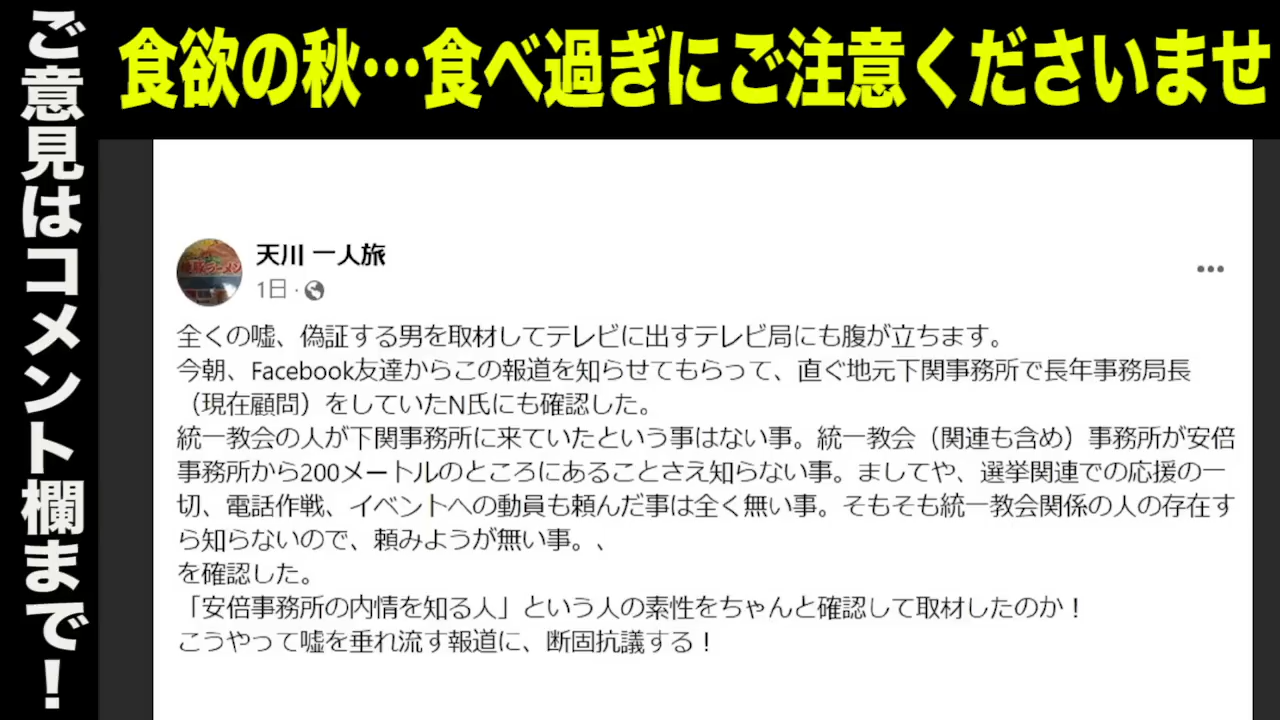 食欲の秋…食べ過ぎにご注意くださいませ
ご意見はコメント欄まで！
天川 一人旅
1日 ·
全くの嘘、偽証する男を取材してテレビに出すテレビ局にも腹が立ちます。
今朝、Facebook友達からこの報道を知らせてもらって、直ぐ地元下関事務所で長年事務局長
（現在顧問）をしていたN氏にも確認した。
統一教会の人が下関事務所に来ていたという事はない事。統一教会（関連も含め）事務所が安倍
事務所から200メートルのところにあることさえ知らない事。ましてや、選挙関連での応援の一
切、電話作戦、イベントへの動員も頼んだ事は全く無い事。そもそも統一教会関係の人の存在す
ら知らないので、頼みようが無い事。、
を確認した。
「安倍事務所の内情を知る人」という人の素性をちゃんと確認して取材したのか！
こうやって嘘を垂れ流す報道に、断固抗議する！